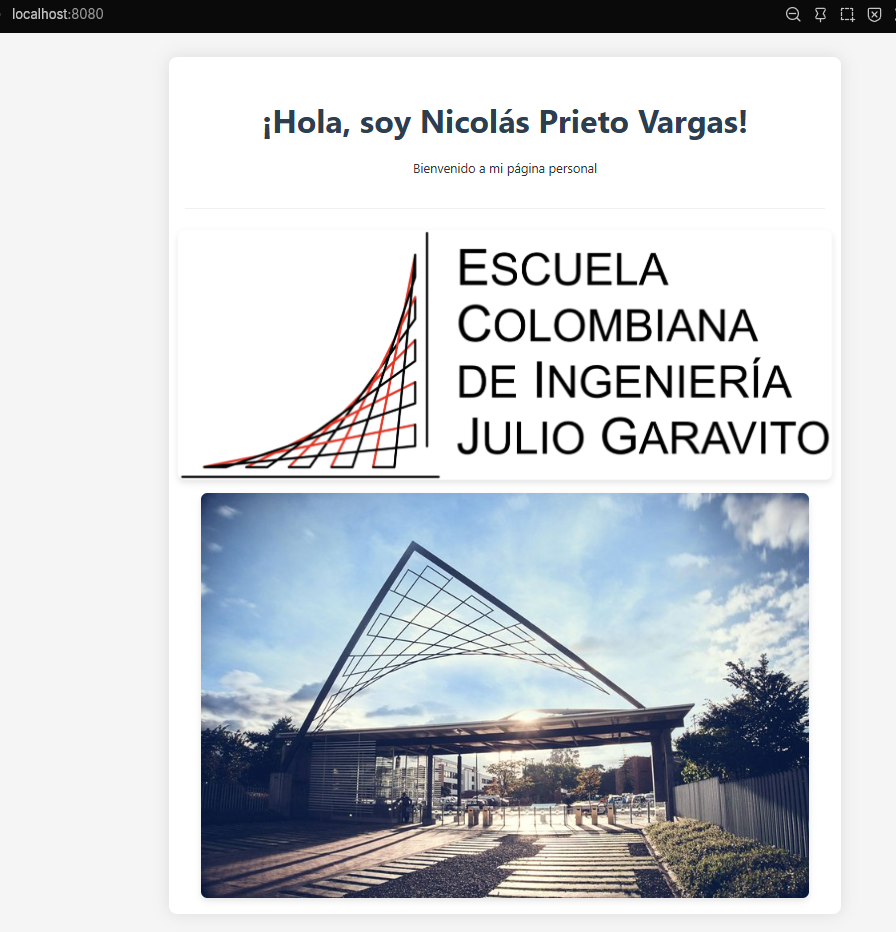 localhost:8080
¡Hola, soy Nicolás Prieto Vargas!
Bienvenido a mi página personal
ESCUELA
COLOMBIANA
DE INGENIERÍA
JULIO GARAVITO